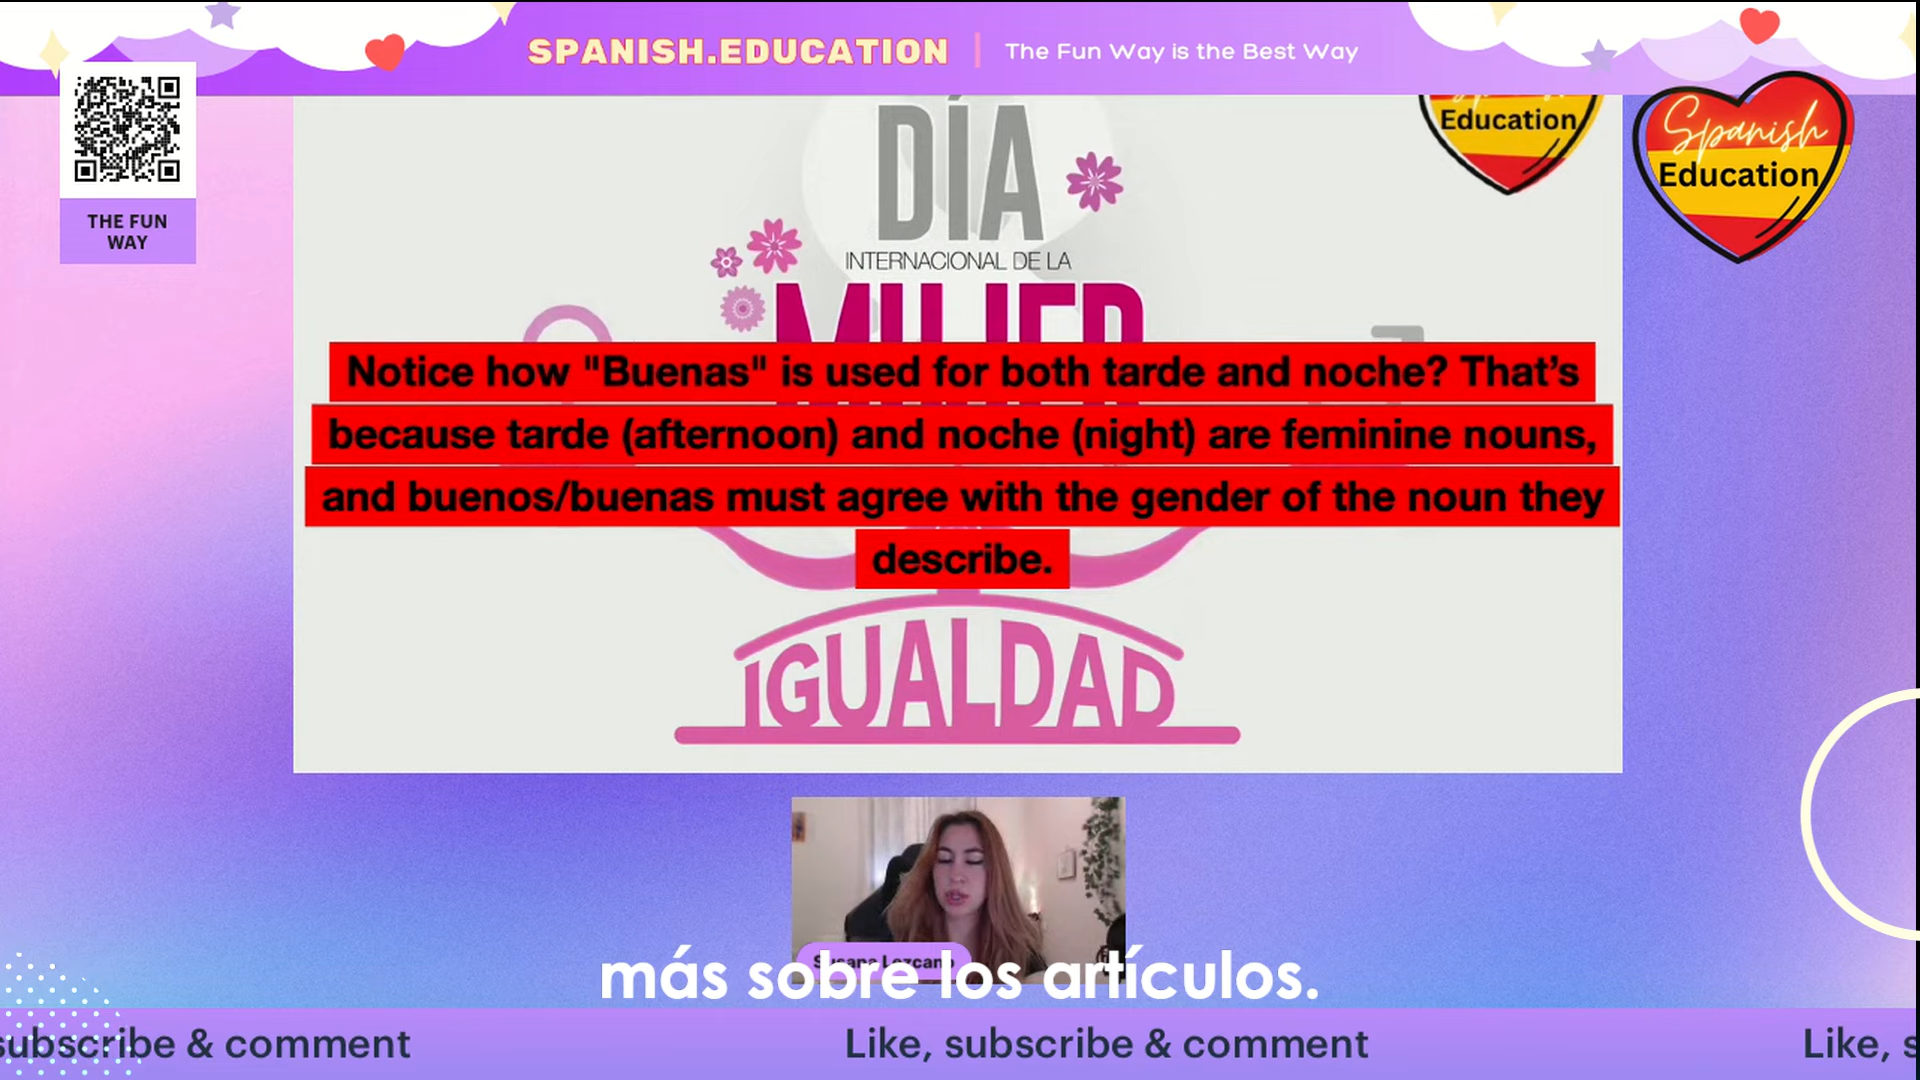 SPANISH.EDUCATION | The Fun Way is the Best Way
THE FUN
WAY
Education
Spanish
Education
DÍA
INTERNACIONAL DE LA
MUJER
Notice how "Buenas" is used for both tarde and noche? That’s
because tarde (afternoon) and noche (night) are feminine nouns,
and buenos/buenas must agree with the gender of the noun they
describe.
IGUALDAD
Susana Lezcano
más sobre los artículos.
subscribe & comment
Like, subscribe & comment
Like, s